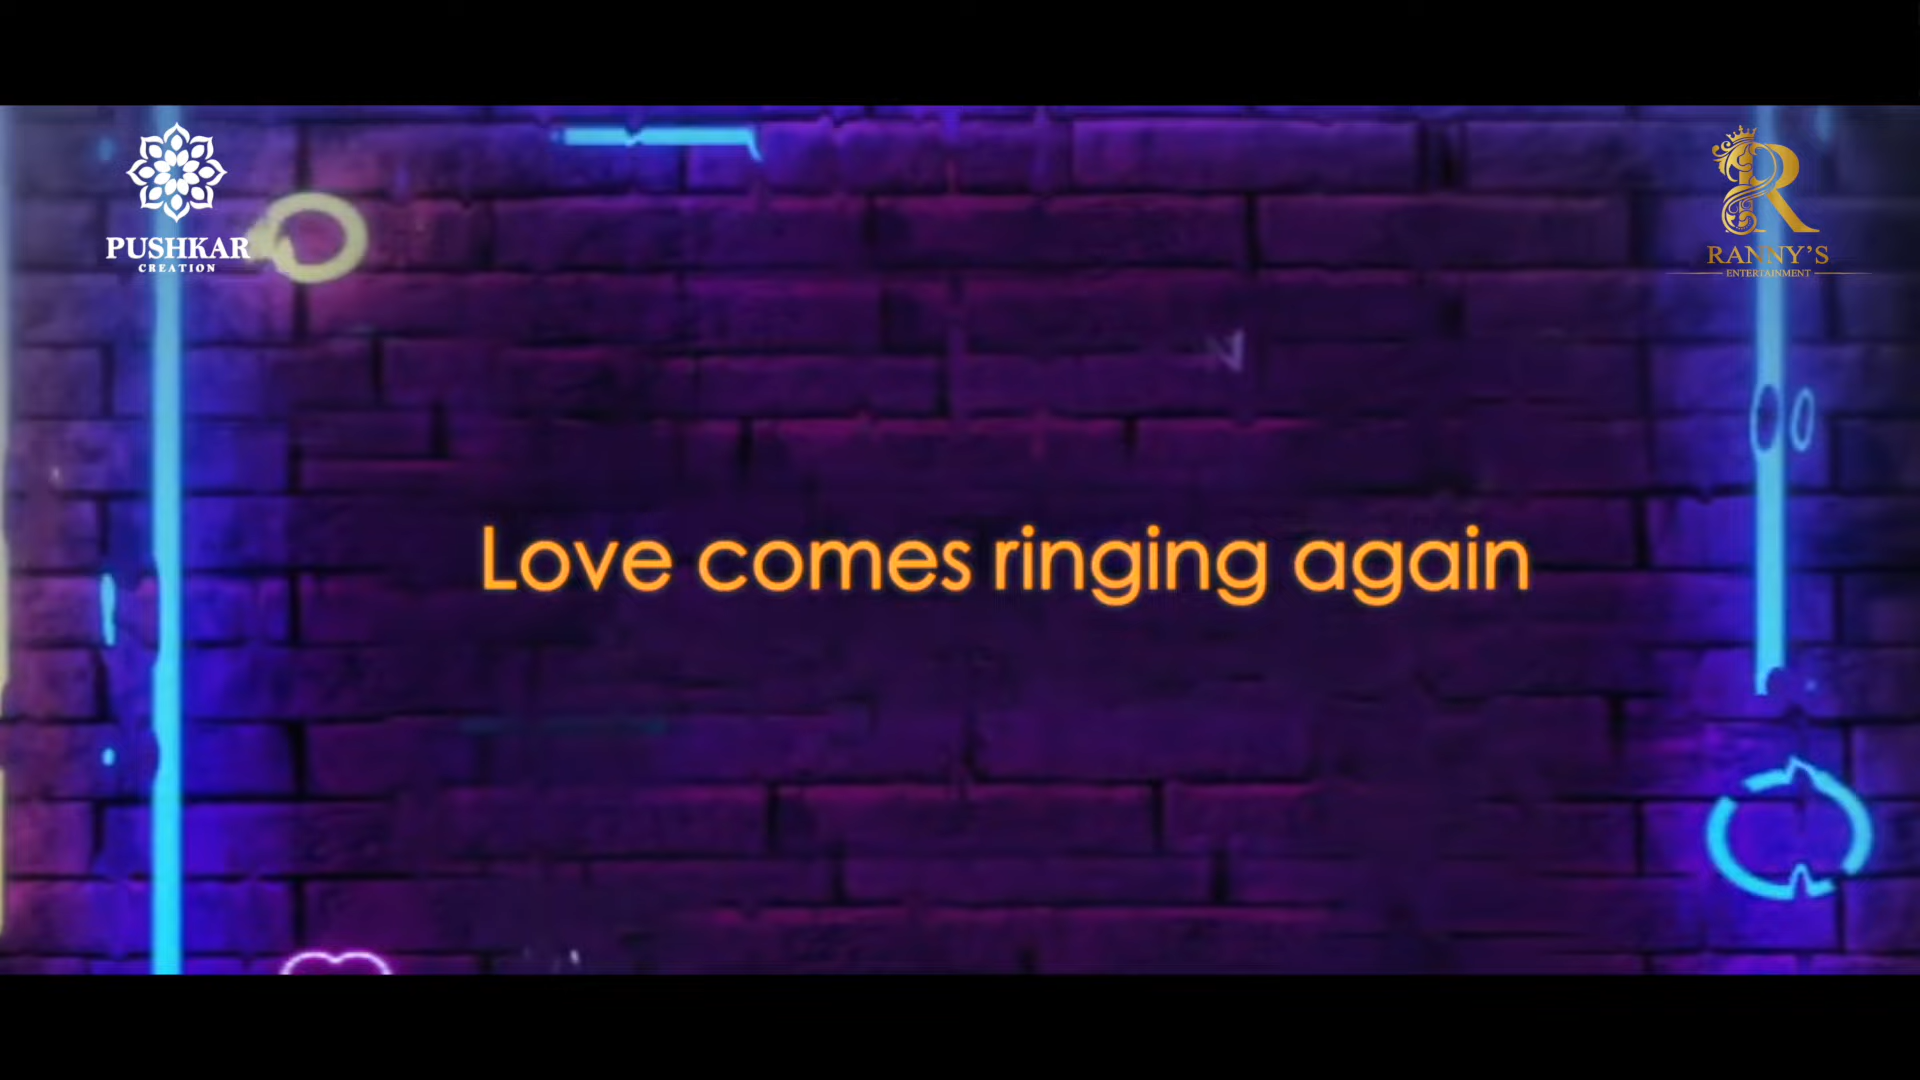 PUSHKAR
CREATION
RANNY'S
ENTERTAINMENT
Love comes ringing again